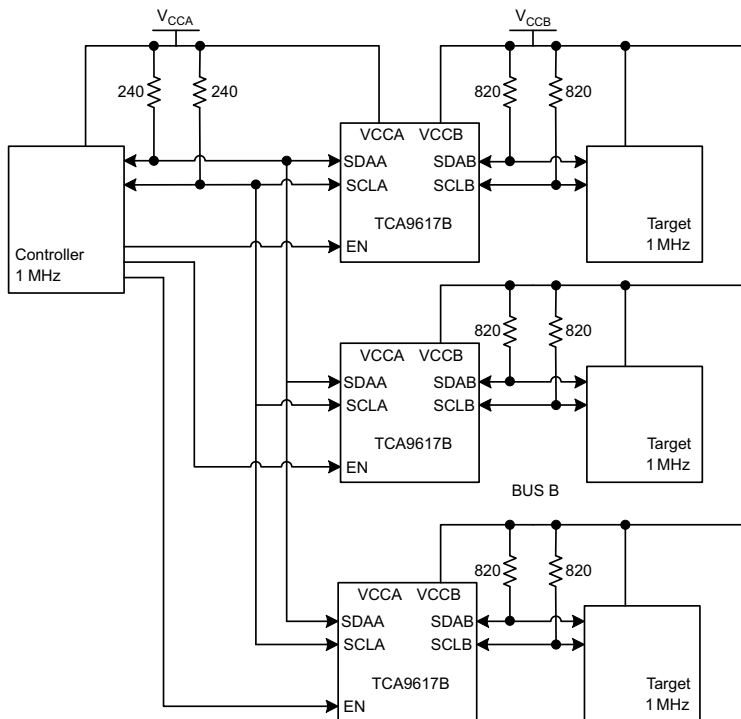 VCCA
VCCB
240
240
820
820
VCCA VCCB
SDAA
SDAB
SCLA
SCLB
TCA9617B
EN
Controller
1 MHz
Target
1 MHz
820
820
VCCA VCCB
SDAA
SDAB
SCLA
SCLB
TCA9617B
EN
Target
1 MHz
BUS B
820
820
VCCA VCCB
SDAA
SDAB
SCLA
SCLB
TCA9617B
EN
Target
1 MHz